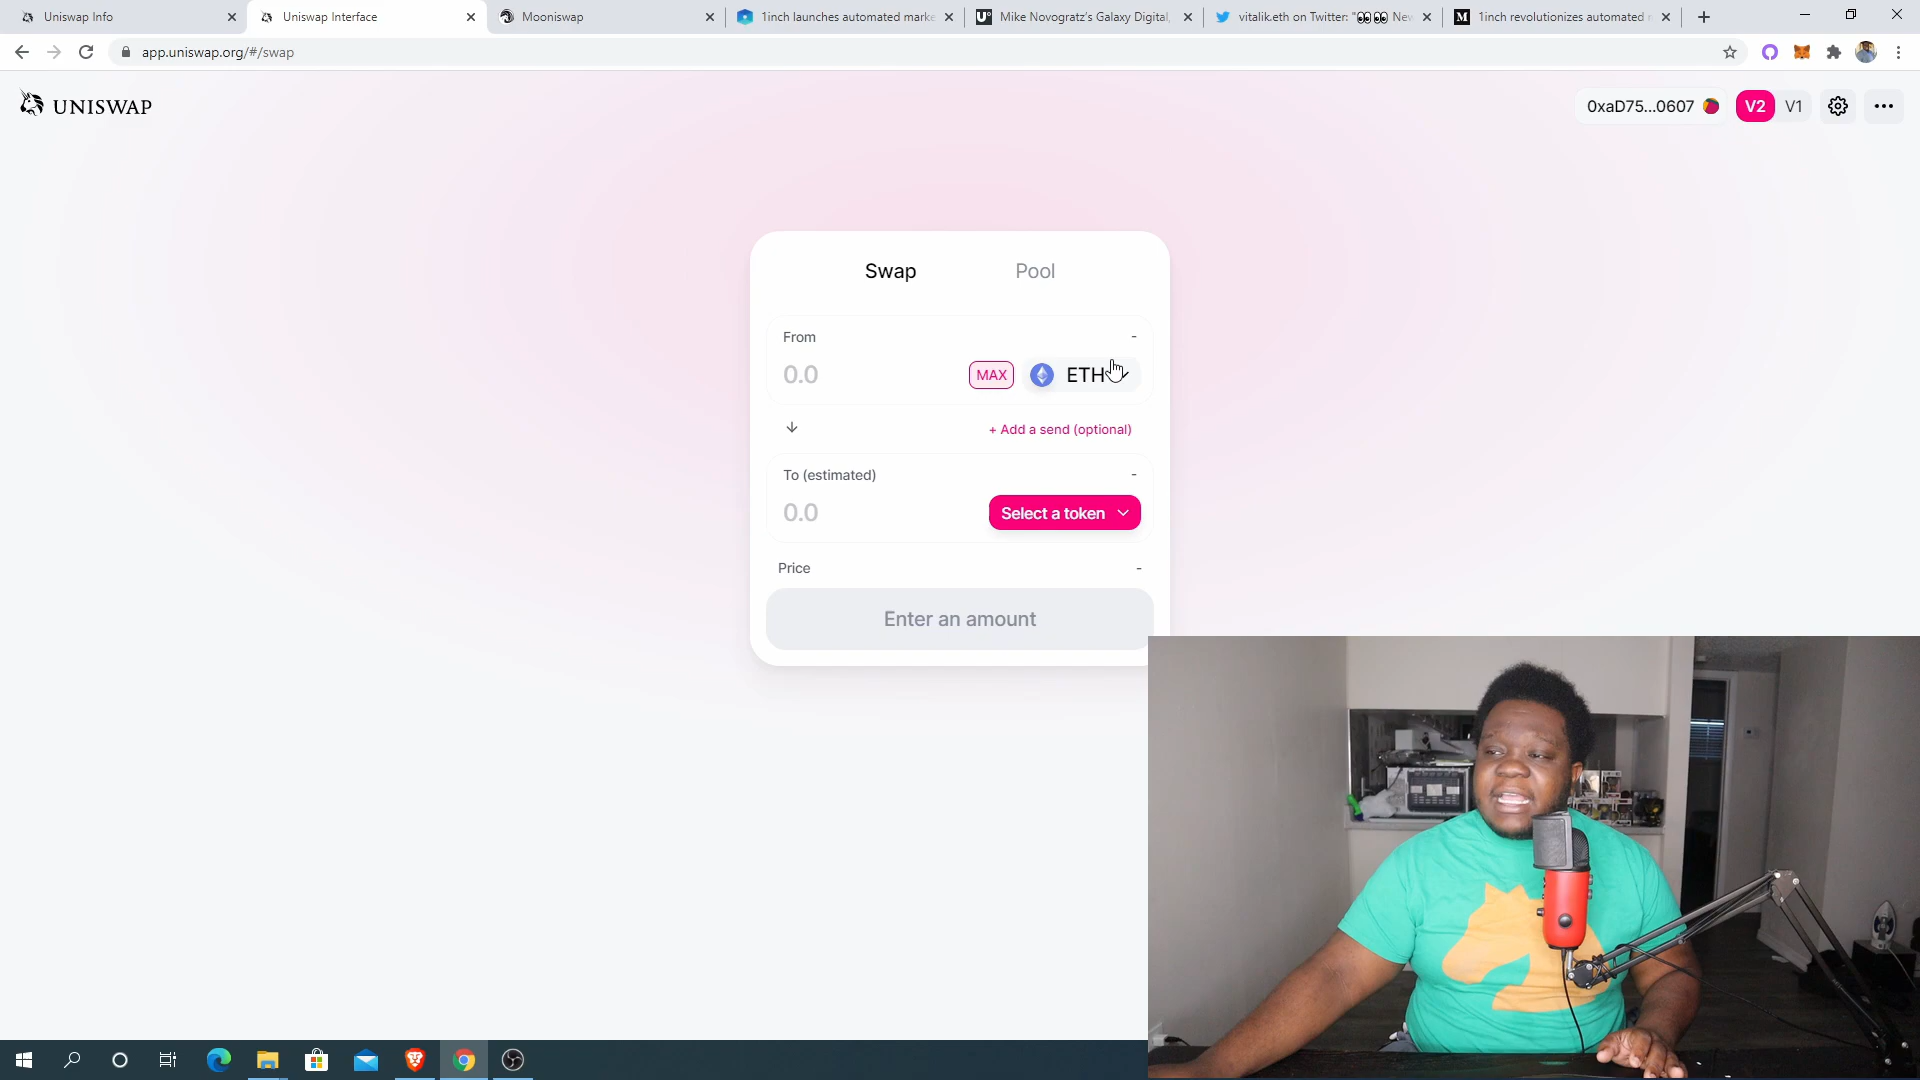 Uniswap Info
Uniswap Interface
Mooniswap
1inch launches automated marke
Mike Novogratz's Galaxy Digital,
vitalik.eth on Twitter: "👀 👀 Nev
1inch revolutionizes automated
app.uniswap.org/#/swap
UNISWAP
0xaD75...0607
V2
V1
Swap
Pool
From
-
0.0
MAX
ETH
+ Add a send (optional)
To (estimated)
-
0.0
Select a token
Price
-
Enter an amount